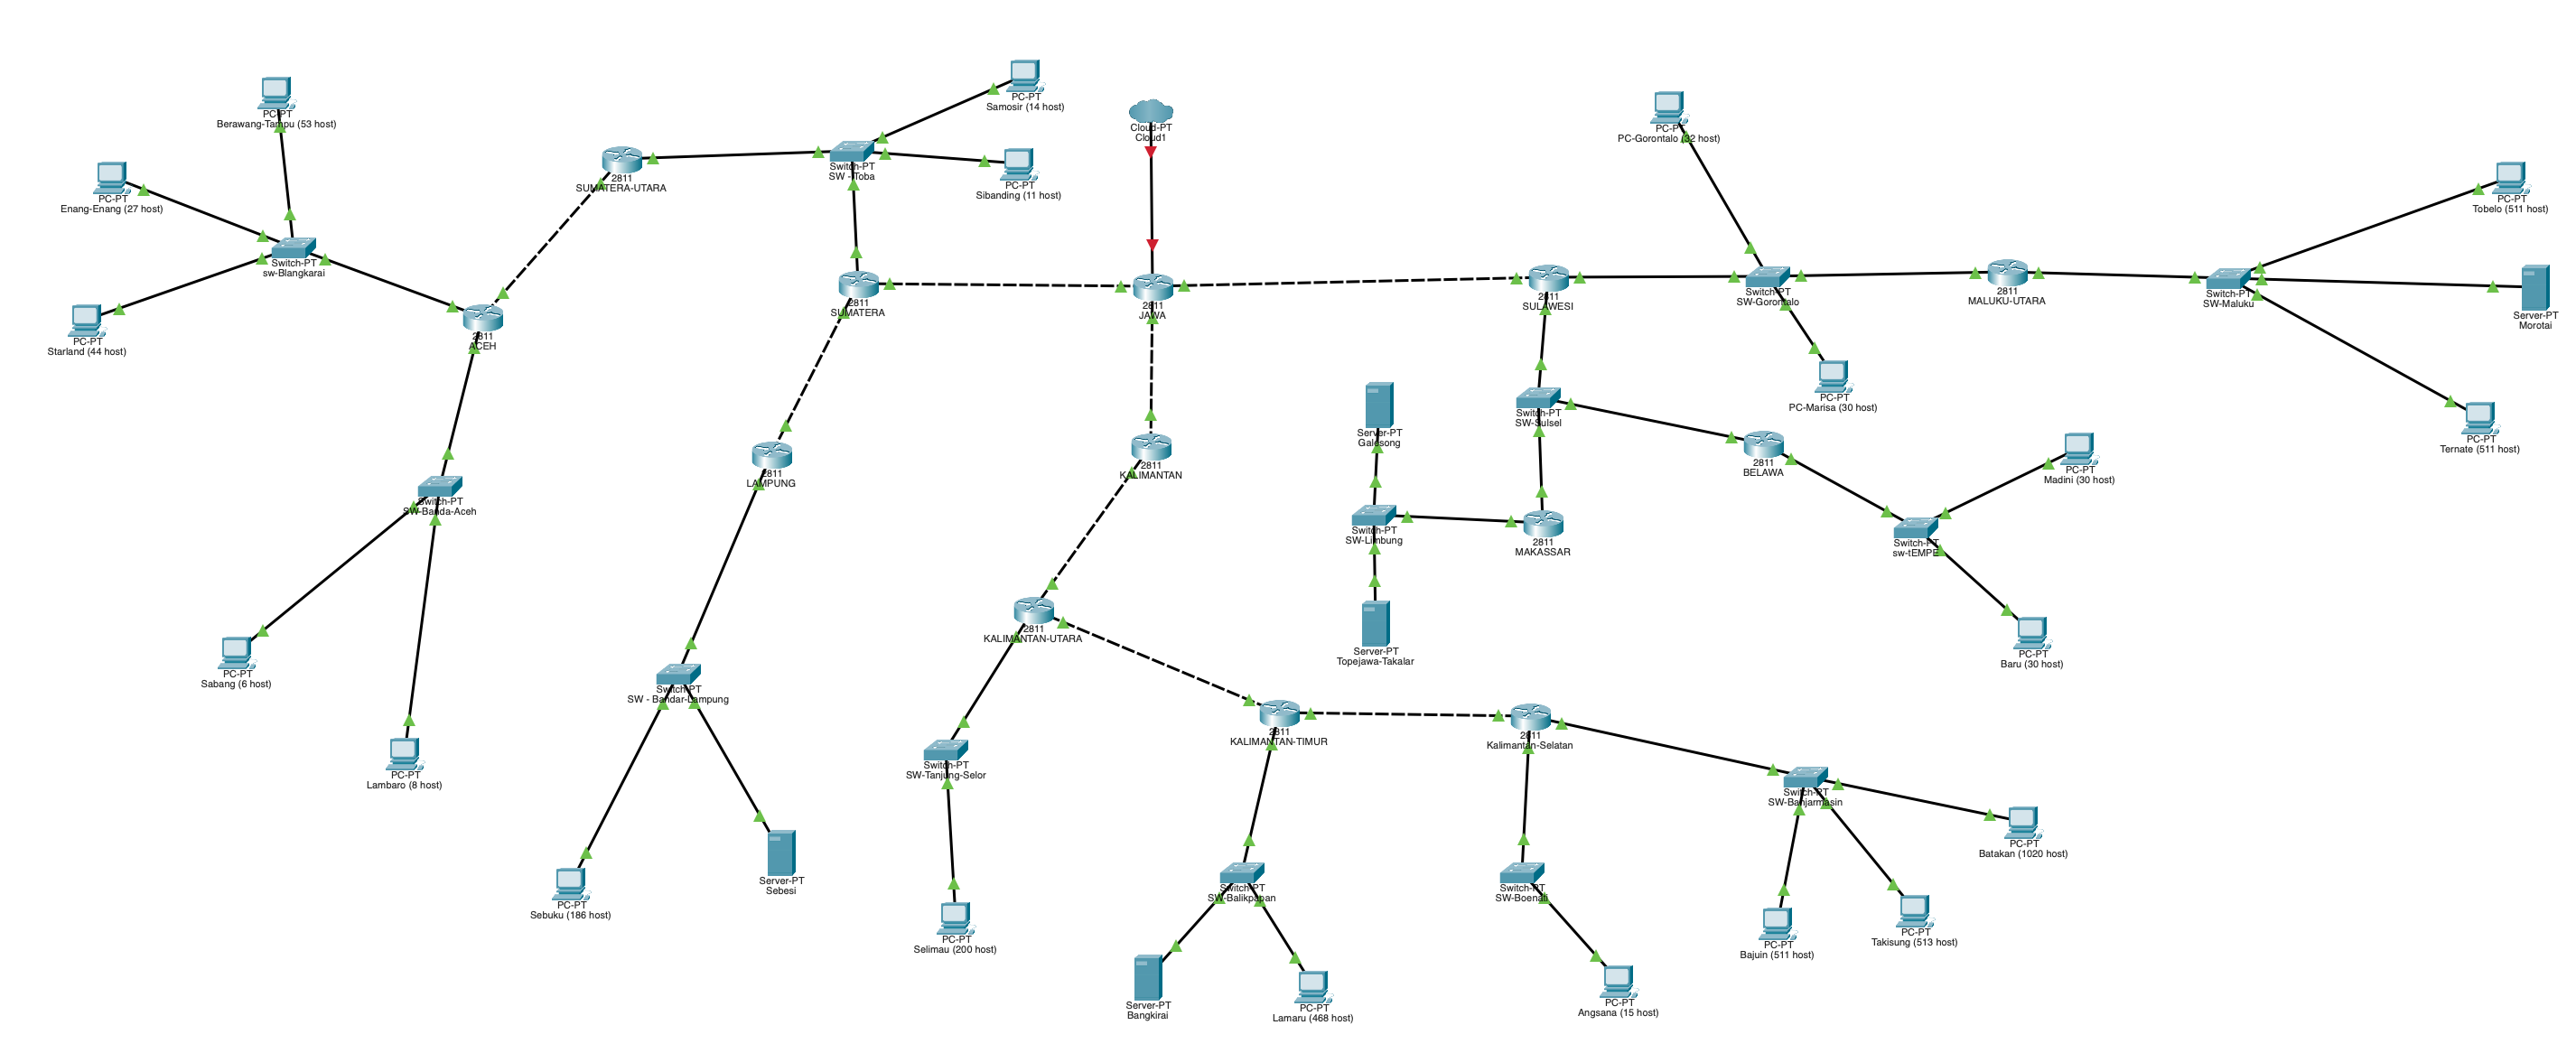 PC-PT
Samosir (14 host)
PC-PT
Berawang-Tampu (53 host)
Cloud-PT
Cloud1
PC-PT
PC-Gorontalo (32 host)
Switch-PT
SW - Toba
2811
SUMATERA-UTARA
PC-PT
Sibanding (11 host)
PC-PT
Enang-Enang (27 host)
PC-PT
Tobelo (511 host)
Switch-PT
sw-Blangkarai
2811
SUMATERA
2811
JAWA
2811
SULAWESI
Switch-PT
SW-Gorontalo
2811
MALUKU-UTARA
Switch-PT
SW-Maluku
Server-PT
Morotai
2811
ACEH
PC-PT
Starland (44 host)
PC-PT
PC-Marisa (30 host)
Switch-PT
SW-Sulsel
Server-PT
Galesong
PC-PT
Ternate (511 host)
2811
BELAWA
PC-PT
Madini (30 host)
2811
LAMPUNG
2811
KALIMANTAN
Switch-PT
SW-Banda-Aceh
Switch-PT
SW-Limbung
2811
MAKASSAR
Switch-PT
sw-tEMPE
2811
KALIMANTAN-UTARA
Server-PT
Topejawa-Takalar
PC-PT
Baru (30 host)
PC-PT
Sabang (6 host)
Switch-PT
SW - Bandar-Lampung
2811
KALIMANTAN-TIMUR
2811
Kalimantan-Selatan
Switch-PT
SW-Tanjung-Selor
PC-PT
Lambaro (8 host)
Switch-PT
SW-Banjarmasin
PC-PT
Batakan (1020 host)
Server-PT
Sebesi
Switch-PT
SW-Balikpapan
Switch-PT
SW-Boenati
PC-PT
Sebuku (186 host)
PC-PT
Selimau (200 host)
PC-PT
Takisung (513 host)
PC-PT
Bajuin (511 host)
Server-PT
Bangkirai
PC-PT
Lamaru (468 host)
PC-PT
Angsana (15 host)